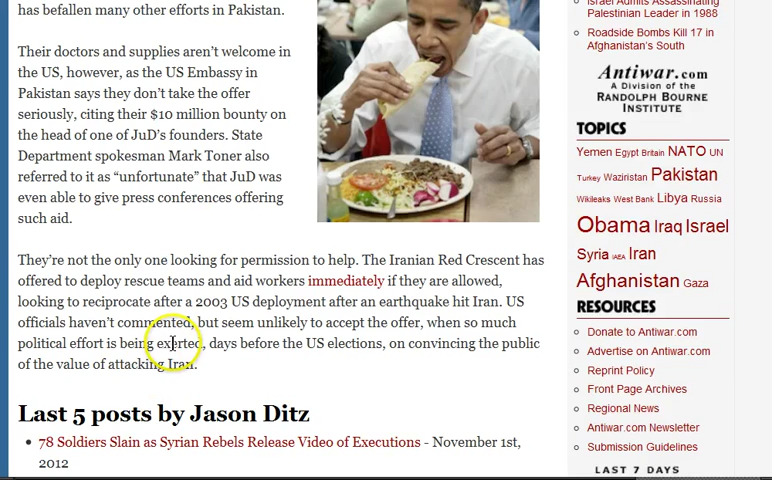 has befallen many other efforts in Pakistan.
Their doctors and supplies aren't welcome in
the US, however, as the US Embassy in
Pakistan says they don't take the offer
seriously, citing their $10 million bounty on
the head of one of JuD's founders. State
Department spokesman Mark Toner also
referred to it as “unfortunate” that JuD was
even able to give press conferences offering
such aid.
They're not the only one looking for permission to help. The Iranian Red Crescent has
offered to deploy rescue teams and aid workers immediately if they are allowed,
looking to reciprocate after a 2003 US deployment after an earthquake hit Iran. US
officials haven't commented, but seem unlikely to accept the offer, when so much
political effort is being exerted, days before the US elections, on convincing the public
of the value of attacking Iran.
Last 5 posts by Jason Ditz
78 Soldiers Slain as Syrian Rebels Release Video of Executions - November 1st,
2012
Israel Admits Assassinating
Palestinian Leader in 1988
Roadside Bombs Kill 17 in
Afghanistan's South
Antiwar.com
A Division of the
RANDOLPH BOURNE
INSTITUTE
TOPICS
Yemen Egypt Britain NATO UN
Turkey Waziristan Pakistan
Wikileaks West Bank Libya Russia
Obama Iraq Israel
Syria IAEA Iran
Afghanistan Gaza
RESOURCES
Donate to Antiwar.com
Advertise on Antiwar.com
Reprint Policy
Front Page Archives
Regional News
Antiwar.com Newsletter
Submission Guidelines
LAST 7 DAYS